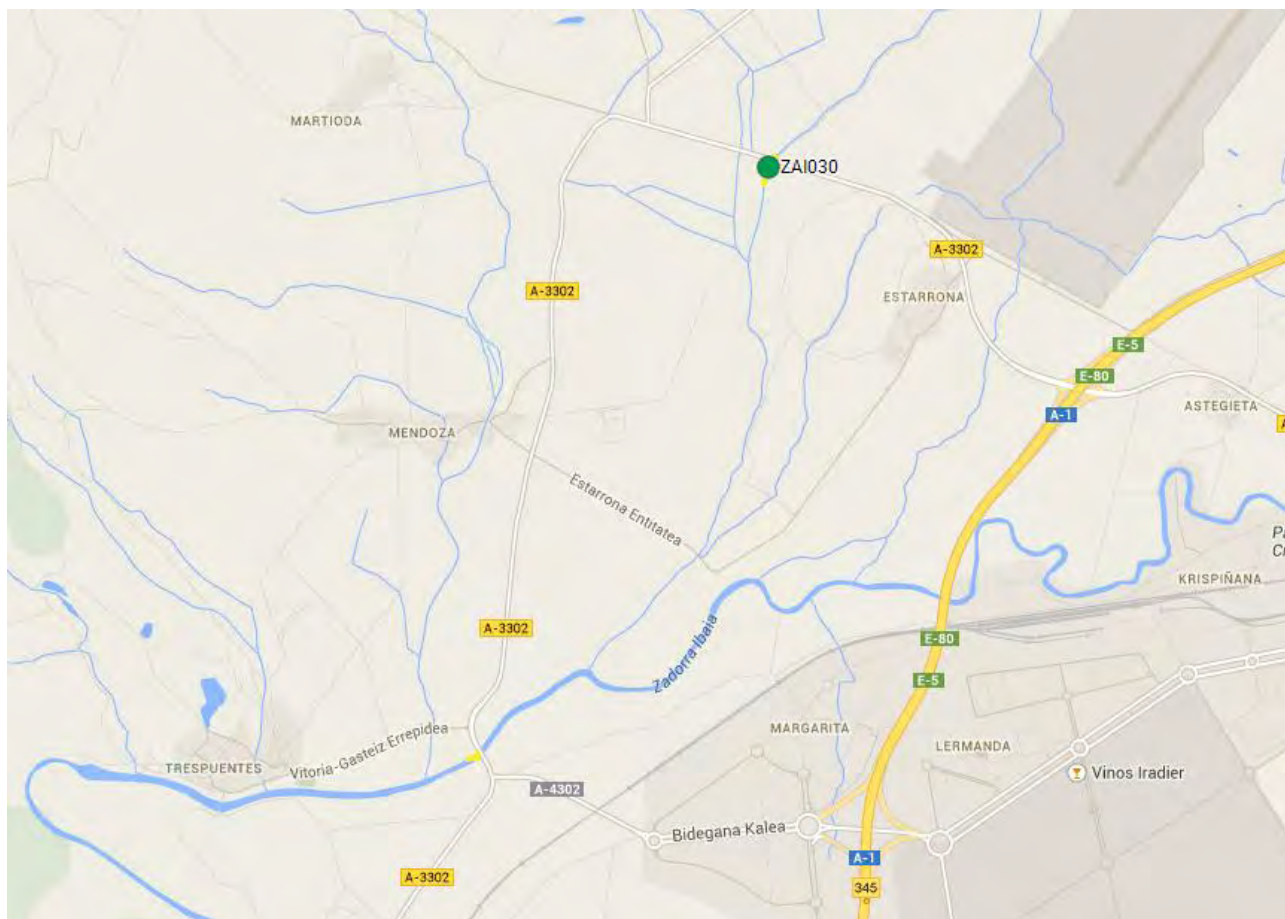 MARTIODA
ZAI030
A-3302
A-3302
ESTARRONA
E-5
E-80
A-1
ASTEGIETA
MENDOZA
Estarrona Entitatea
KRISPIÑANA
A-3302
E-80
Zadorra Ibaia
E-5
MARGARITA
LERMANDA
Vitoria-Gasteiz Errepidea
TRESPUENTES
Vinos Iradier
A-4302
Bidegana Kalea
A-1
A-3302
345